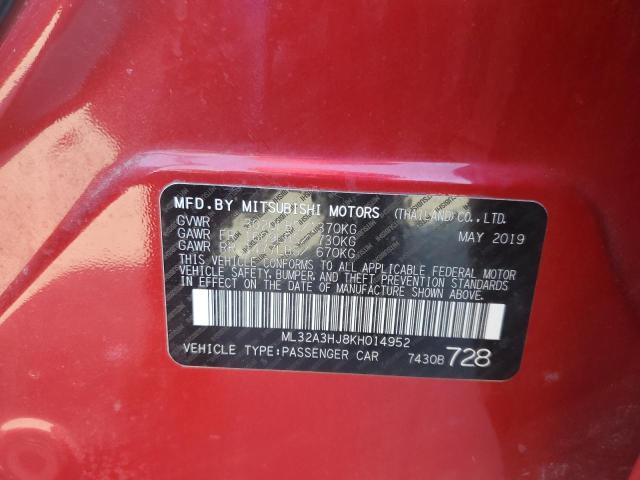 MFD.BY MITSUBISHI MOTORS (THAILAND) CO.,LTD.
GVWR 370KG MAY 2019
GAWR FR 730KG
GAWR RR 670KG
THIS VEHICLE CONFORMS TO ALL APPLICABLE FEDERAL MOTOR
VEHICLE SAFETY, BUMPER, AND THEFT PREVENTION STANDARDS
IN EFFECT ON THE DATE OF MANUFACTURE SHOWN ABOVE.
ML32A3HJ8KH014952
VEHICLE TYPE:PASSENGER CAR 7430B 728